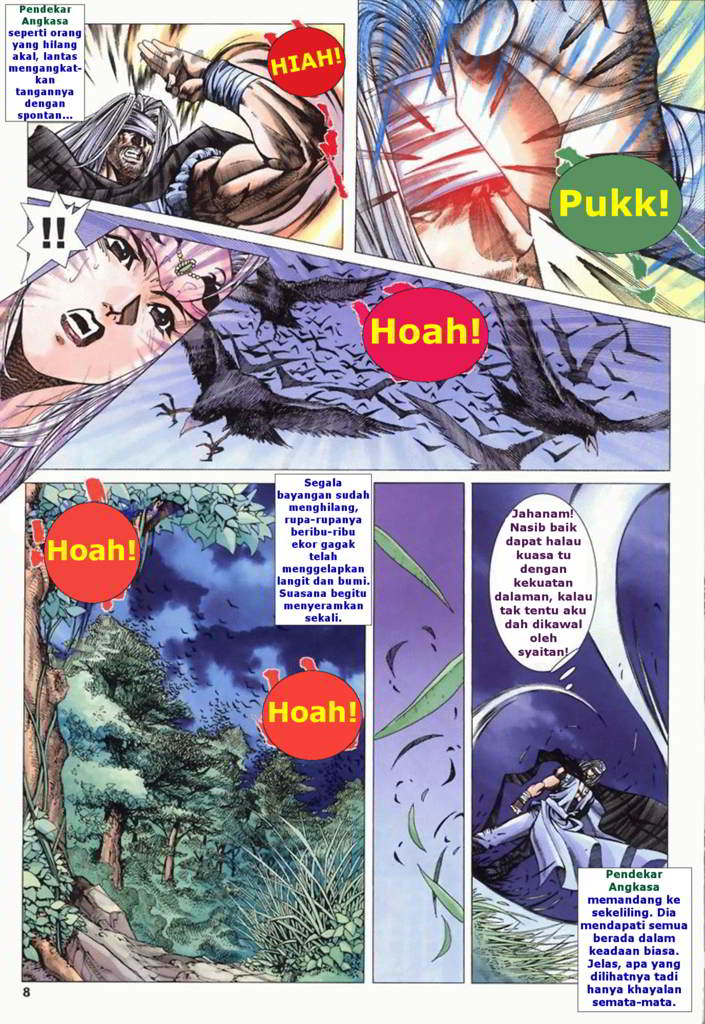 Pendekar
Angkasa
seperti orang
yang hilang
akal, lantas
mengangkat-
kan
tangannya
dengan
spontan...
HIAH!
Pukk!
!!
Hoah!
Hoah!
Segala
bayangan sudah
menghilang,
rupa-rupanya
beribu-ribu
ekor gagak
telah
menggelapkan
langit dan bumi.
Suasana begitu
menyeramkan
sekali.
Hoah!
Jahanam!
Nasib baik
dapat halau
kuasa tu
dengan
kekuatan
dalaman, kalau
tak tentu aku
dah dikawal
oleh
syaitan!
Pendekar
Angkasa
memandang ke
sekeliling. Dia
mendapati semua
berada dalam
keadaan biasa.
Jelas, apa yang
dilihatnya tadi
hanya khayalan
semata-mata.
8